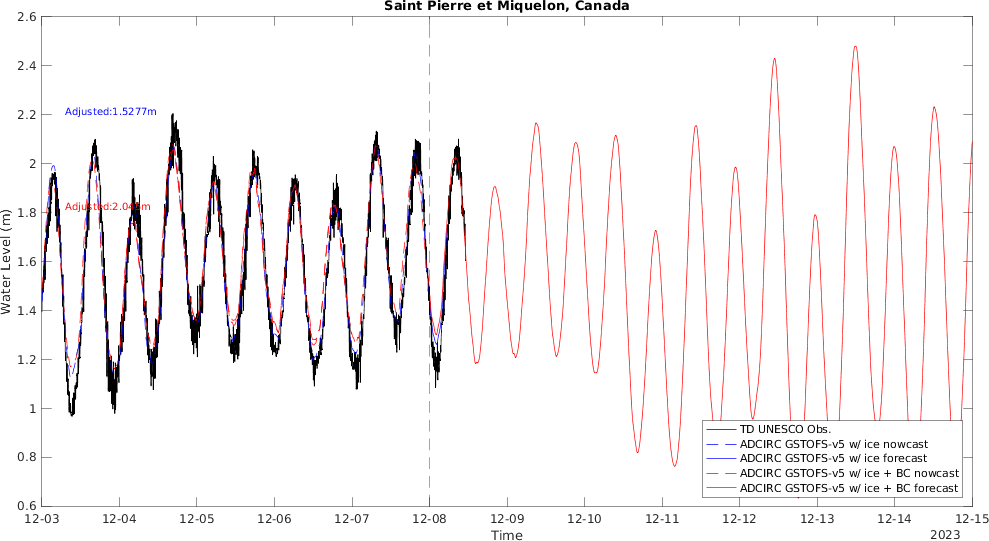 Saint Pierre et Miquelon, Canada
2.6
2.4
2.2
2
1.8
1.6
1.4
1.2
1
0.8
0.6
Water Level (m)
Adjusted:1.5277m
TD UNESCO Obs.
ADCIRC GSTOFS-v5 w/ ice nowcast
ADCIRC GSTOFS-v5 w/ ice forecast
ADCIRC GSTOFS-v5 w/ ice + BC nowcast
ADCIRC GSTOFS-v5 w/ ice + BC forecast
12-03 12-04 12-05 12-06 12-07 12-08 12-09 12-10 12-11 12-12 12-13 12-14 12-15
Time
2023